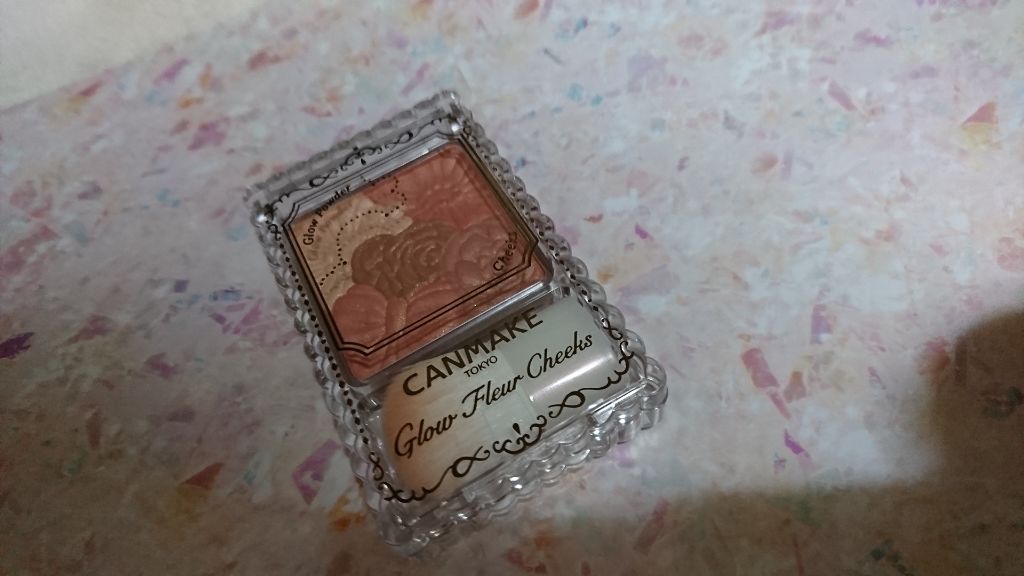 Glow Powder
Cheek
CANMAKE
TOKYO
Glow Fleur Cheeks